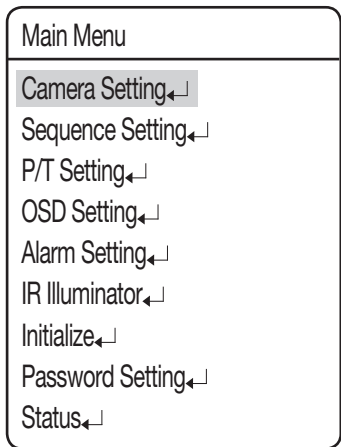 Main Menu
Camera Setting↵
Sequence Setting↵
P/T Setting↵
OSD Setting↵
Alarm Setting↵
IR Illuminator↵
Initialize↵
Password Setting↵
Status↵